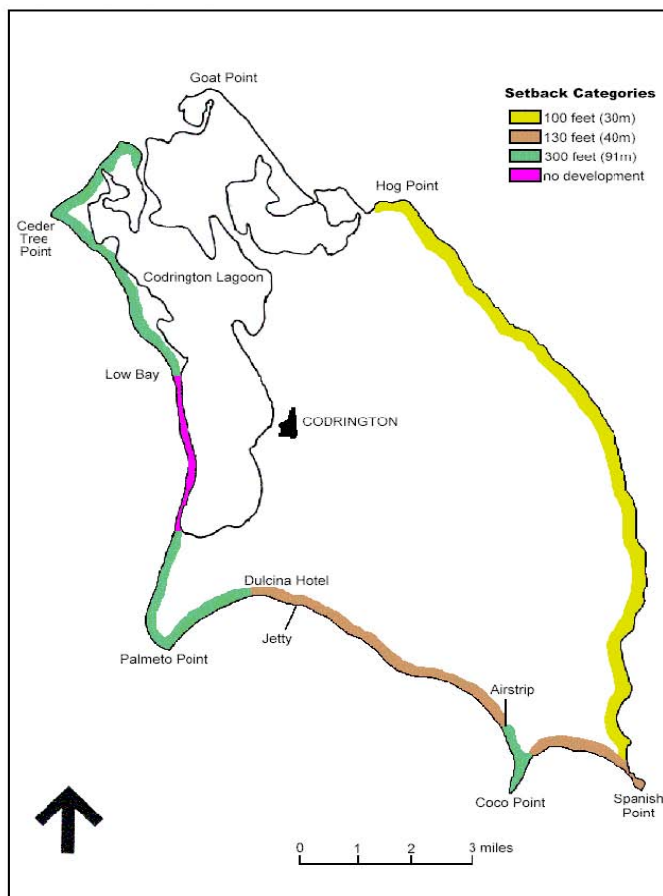 Goat Point
Setback Categories
100 feet (30m)
130 feet (40m)
300 feet (91m)
no development
Hog Point
Ceder
Tree
Point
Codrington Lagoon
Low Bay
CODRINGTON
Dulcina Hotel
Jetty
Palmeto Point
Airstrip
Coco Point
Spanish
Point
0 1 2 3 miles